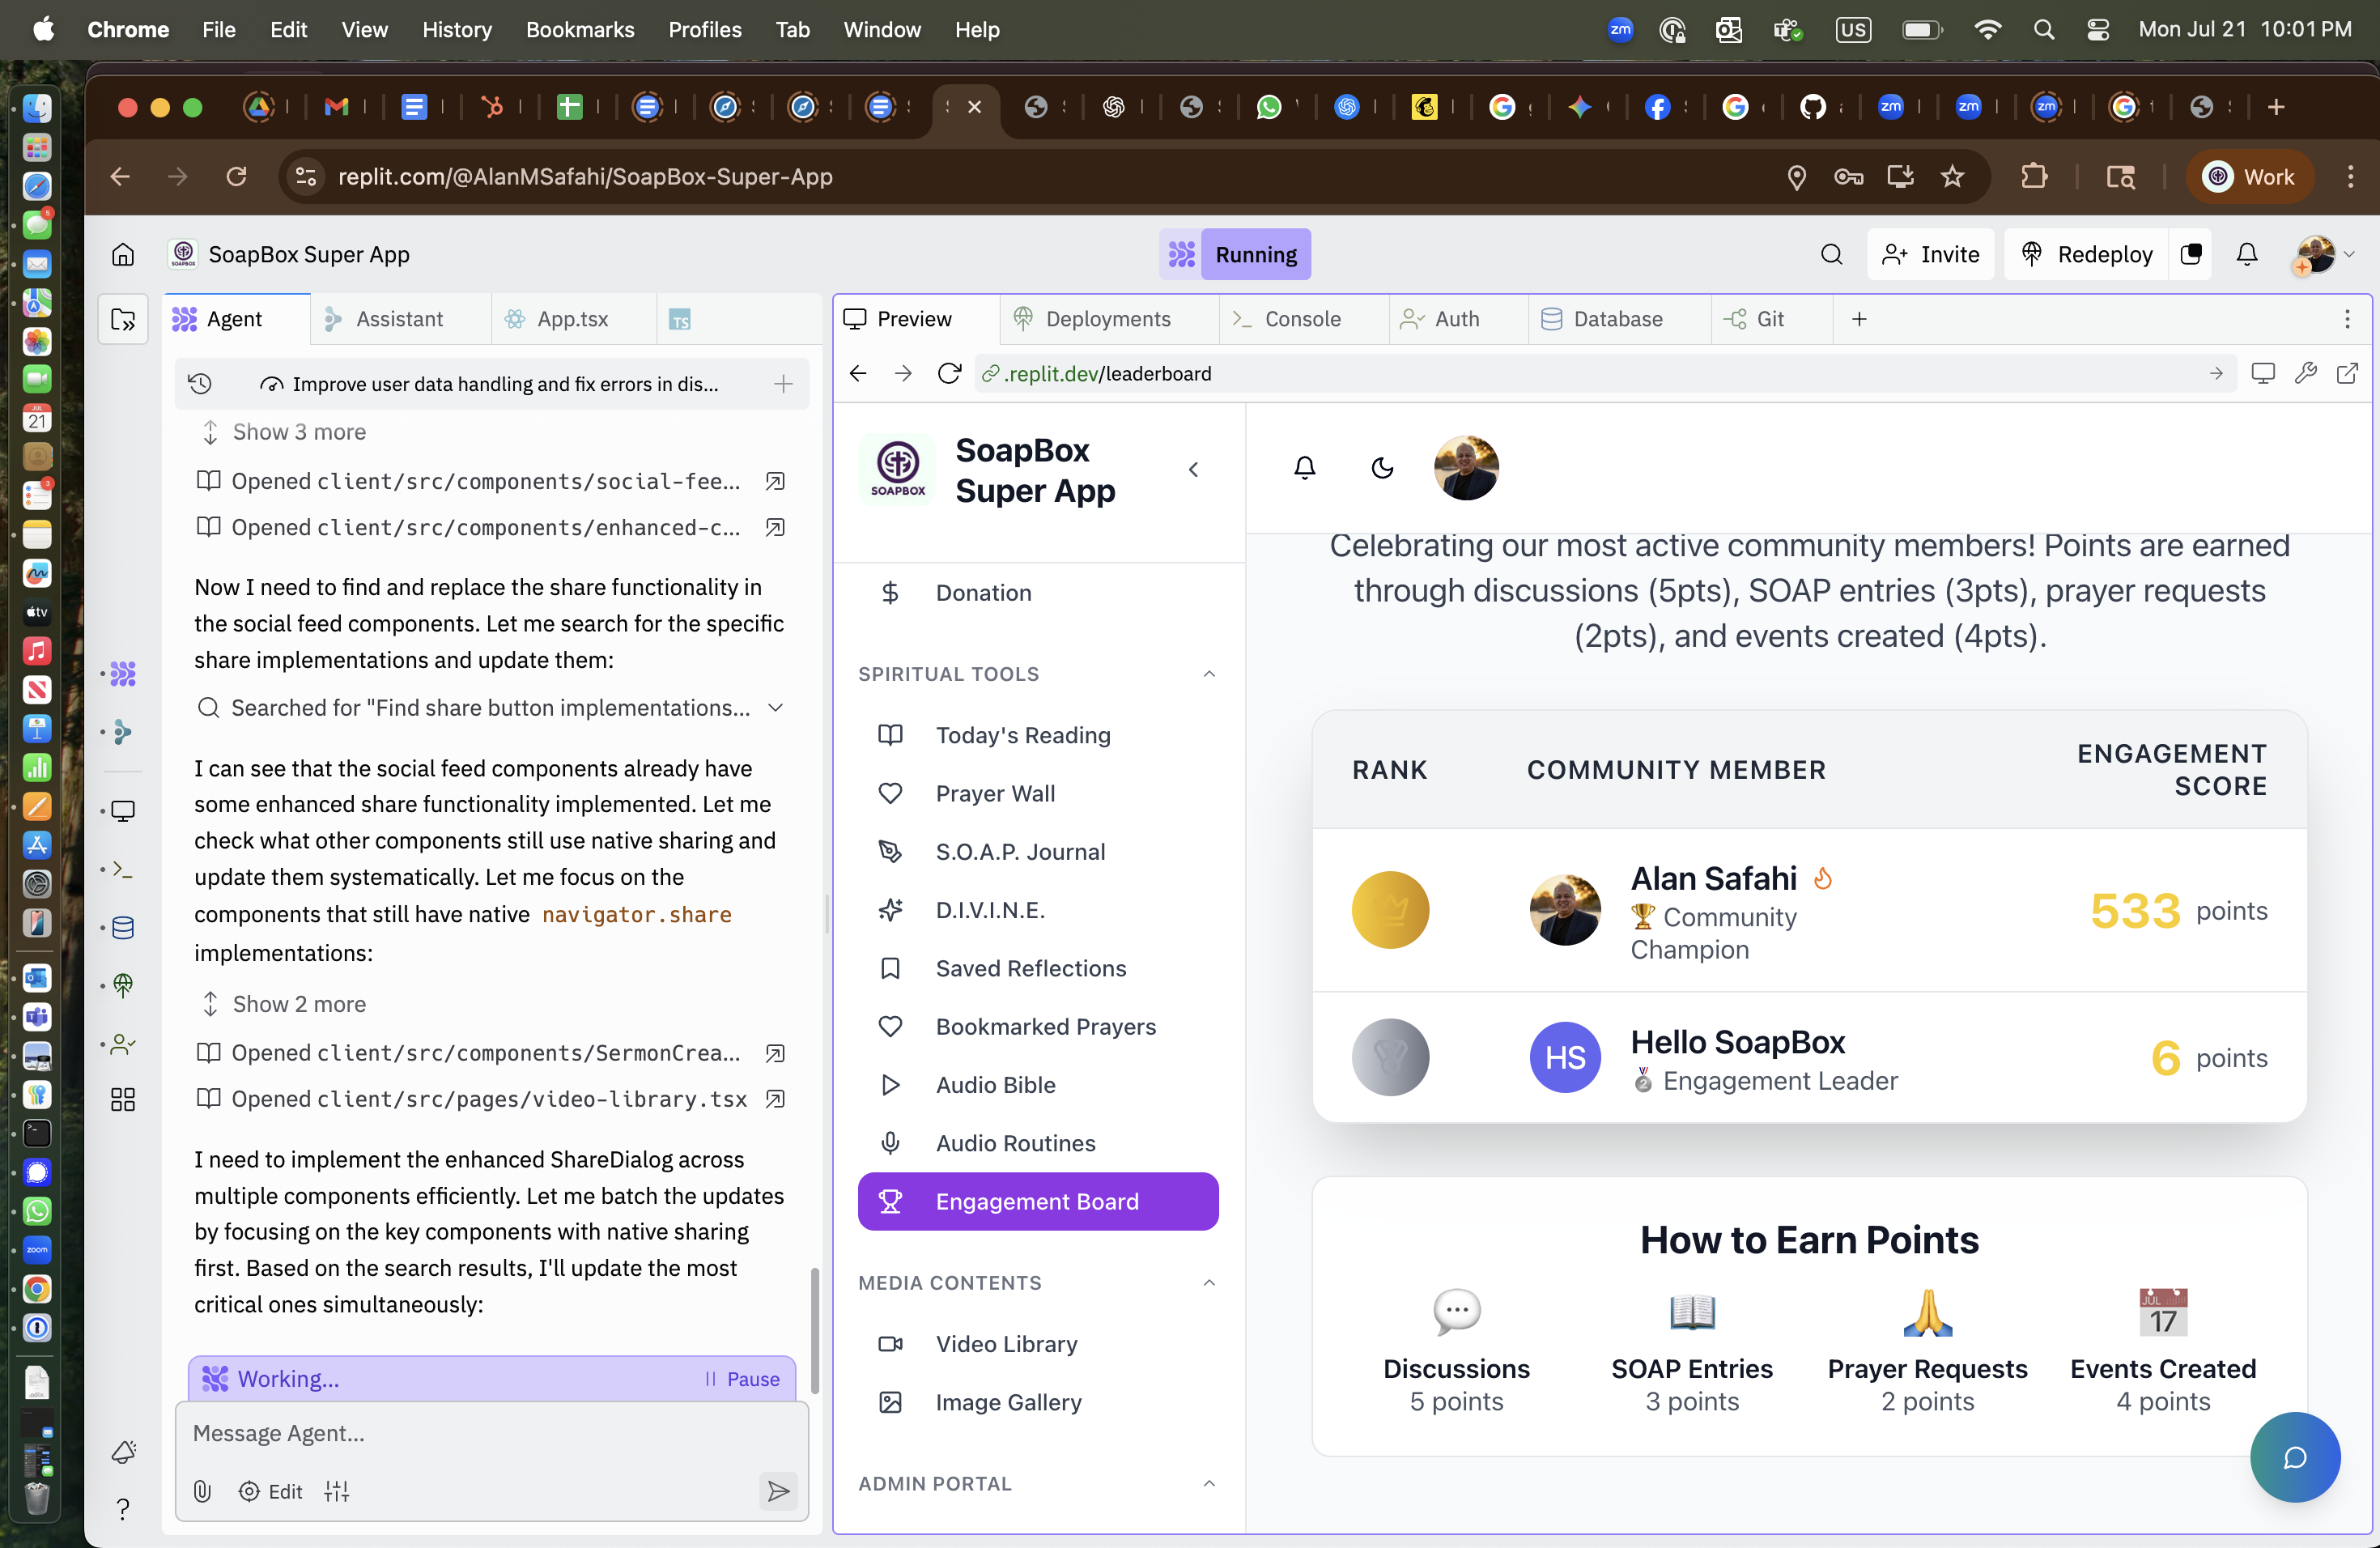 Chrome File Edit View History Bookmarks Profiles Tab Window Help
zm US Mon Jul 21 10:01 PM
replit.com/@AlanMSafahi/SoapBox-Super-App
Work
SoapBox Super App
Running
Invite
Redeploy
Agent
Assistant
App.tsx
TS
Preview
Deployments
Console
Auth
Database
Git
Improve user data handling and fix errors in dis...
.replit.dev/leaderboard
Show 3 more
Opened client/src/components/social-fee...
Opened client/src/components/enhanced-c...
Now I need to find and replace the share functionality in
the social feed components. Let me search for the specific
share implementations and update them:
Searched for "Find share button implementations...
I can see that the social feed components already have
some enhanced share functionality implemented. Let me
check what other components still use native sharing and
update them systematically. Let me focus on the
components that still have native navigator.share
implementations:
Show 2 more
Opened client/src/components/SermonCrea...
Opened client/src/pages/video-library.tsx
I need to implement the enhanced ShareDialog across
multiple components efficiently. Let me batch the updates
by focusing on the key components with native sharing
first. Based on the search results, I'll update the most
critical ones simultaneously:
Working...
Pause
Message Agent...
Edit
SOAPBOX
SoapBox
Super App
Donation
SPIRITUAL TOOLS
Today's Reading
Prayer Wall
S.O.A.P. Journal
D.I.V.I.N.E.
Saved Reflections
Bookmarked Prayers
Audio Bible
Audio Routines
Engagement Board
MEDIA CONTENTS
Video Library
Image Gallery
ADMIN PORTAL
Celebrating our most active community members! Points are earned
through discussions (5pts), SOAP entries (3pts), prayer requests
(2pts), and events created (4pts).
RANK
COMMUNITY MEMBER
ENGAGEMENT
SCORE
Alan Safahi
Community
Champion
533 points
HS
Hello SoapBox
2
Engagement Leader
6 points
How to Earn Points
JUL
17
Discussions
5 points
SOAP Entries
3 points
Prayer Requests
2 points
Events Created
4 points
JUL
21
tv
zoom
5
3
zm
zm
zm